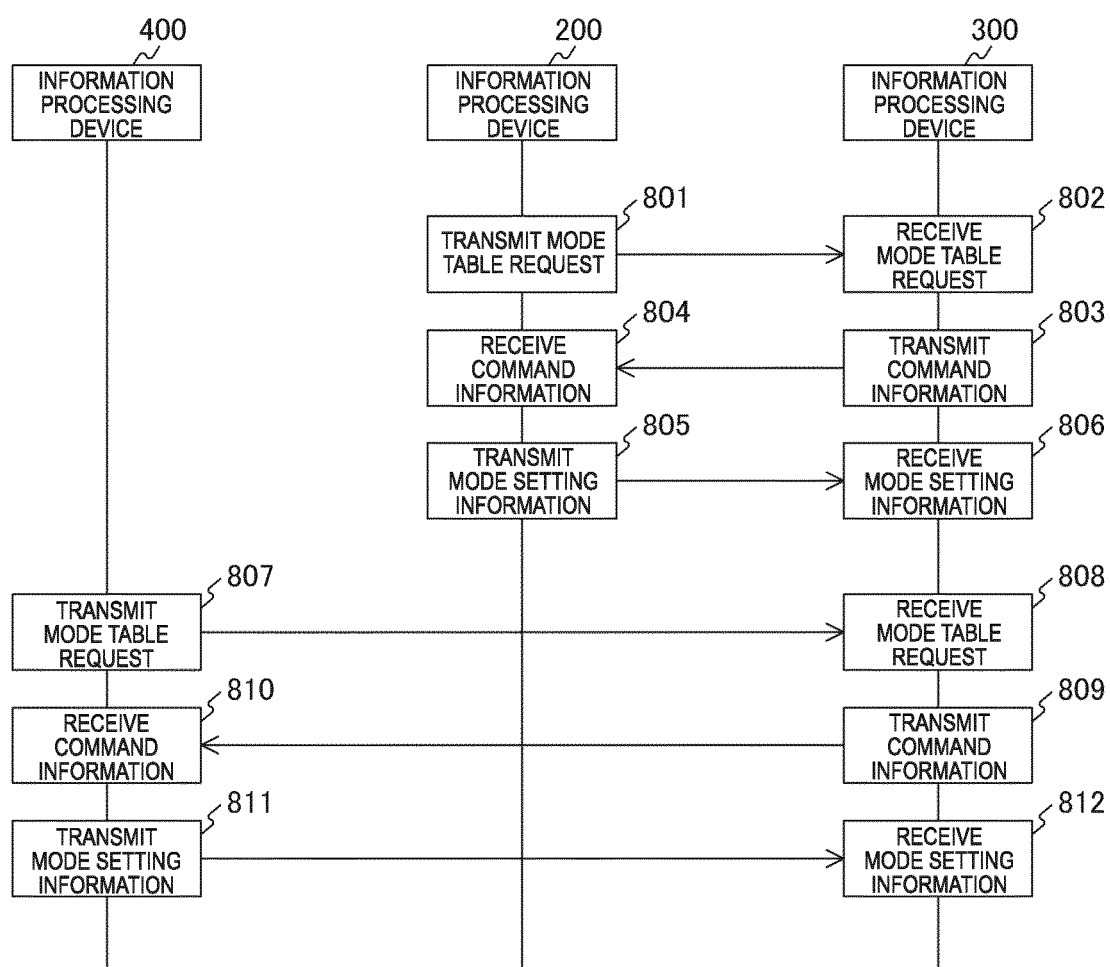 400
200
300
INFORMATION
PROCESSING
DEVICE
INFORMATION
PROCESSING
DEVICE
INFORMATION
PROCESSING
DEVICE
801
TRANSMIT MODE
TABLE REQUEST
802
RECEIVE
MODE TABLE
REQUEST
804
RECEIVE
COMMAND
INFORMATION
803
TRANSMIT
COMMAND
INFORMATION
805
TRANSMIT
MODE SETTING
INFORMATION
806
RECEIVE
MODE SETTING
INFORMATION
807
TRANSMIT
MODE TABLE
REQUEST
808
RECEIVE
MODE TABLE
REQUEST
810
RECEIVE
COMMAND
INFORMATION
809
TRANSMIT
COMMAND
INFORMATION
811
TRANSMIT
MODE SETTING
INFORMATION
812
RECEIVE
MODE SETTING
INFORMATION